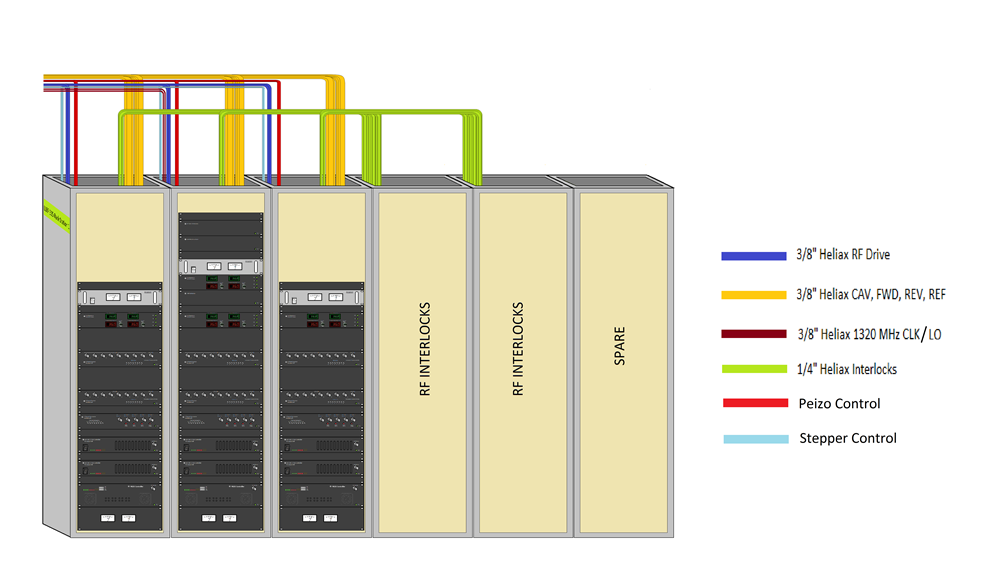 3/8" Heliax RF Drive
3/8" Heliax CAV, FWD, REV, REF
3/8" Heliax 1320 MHz CLK/LO
1/4" Heliax Interlocks
Peizo Control
Stepper Control
RF INTERLOCKS
RF INTERLOCKS
SPARE